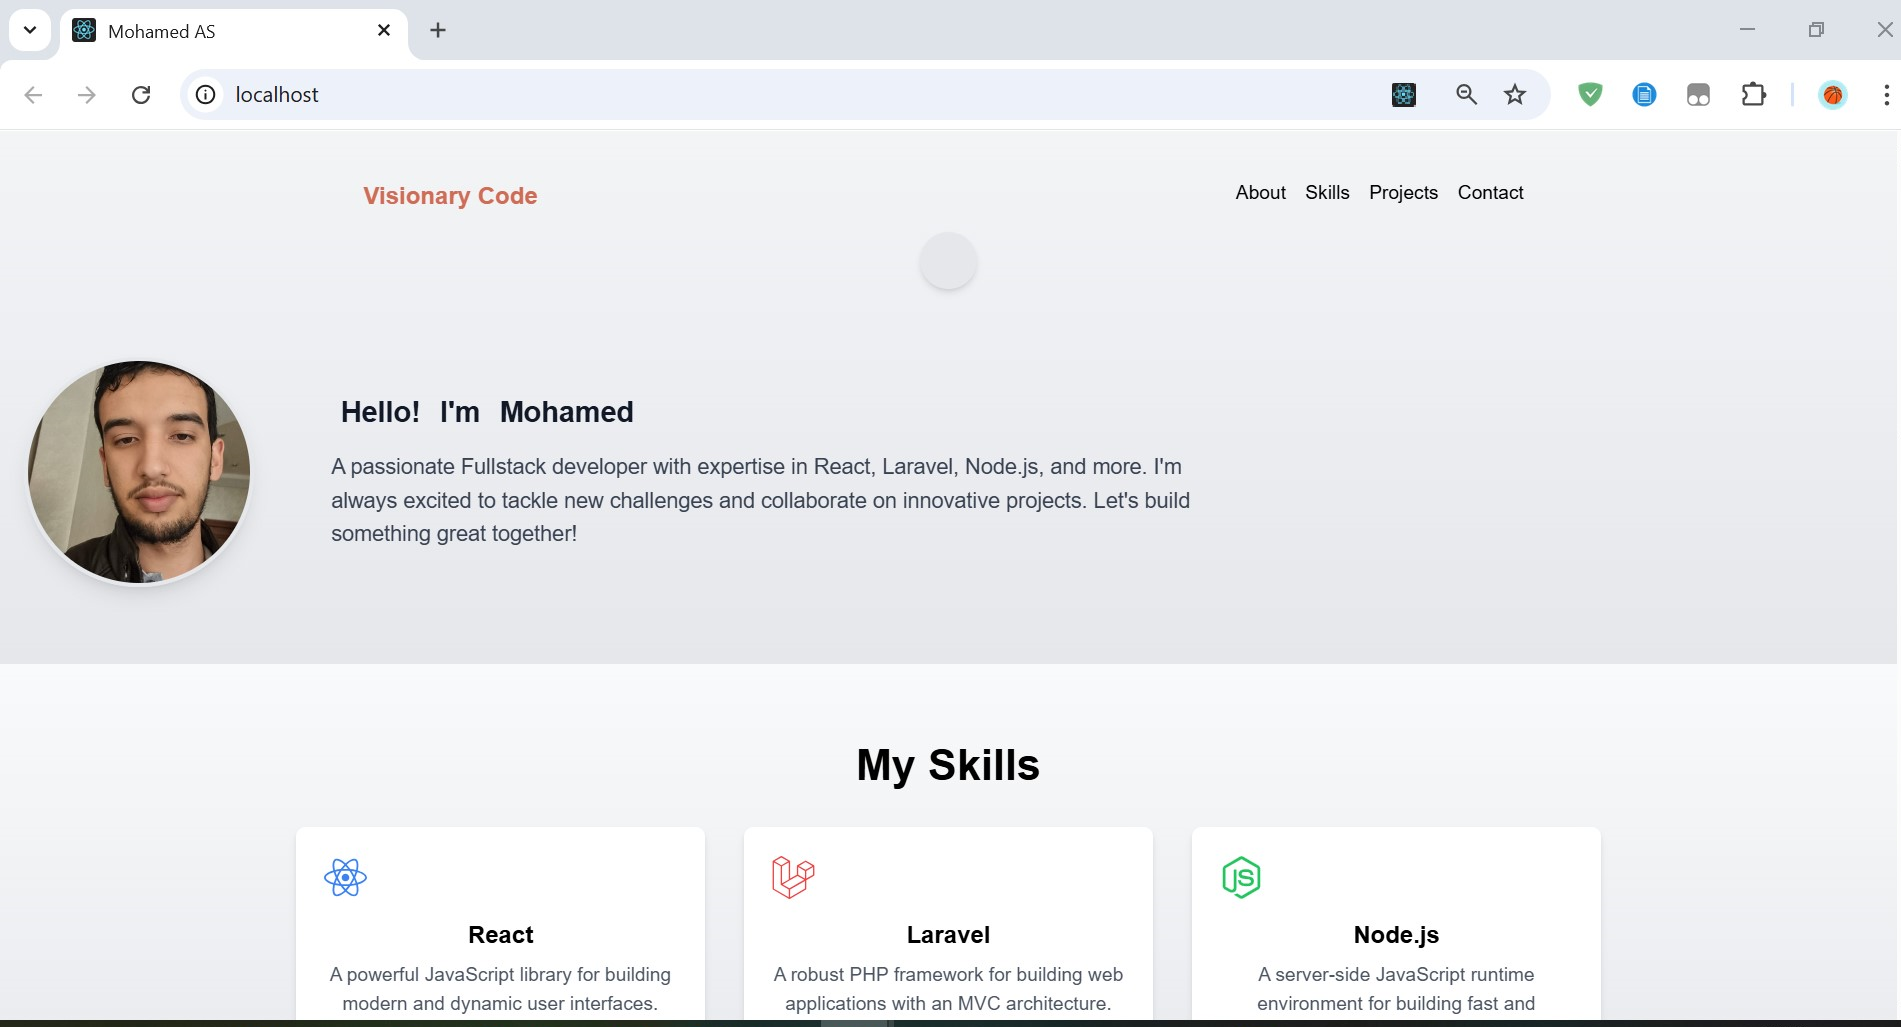 Mohamed AS
localhost
Visionary Code
About Skills Projects Contact
Hello! I'm Mohamed
A passionate Fullstack developer with expertise in React, Laravel, Node.js, and more. I'm
always excited to tackle new challenges and collaborate on innovative projects. Let's build
something great together!
My Skills
React
A powerful JavaScript library for building
modern and dynamic user interfaces.
Laravel
A robust PHP framework for building web
applications with an MVC architecture.
JS
Node.js
A server-side JavaScript runtime
environment for building fast and